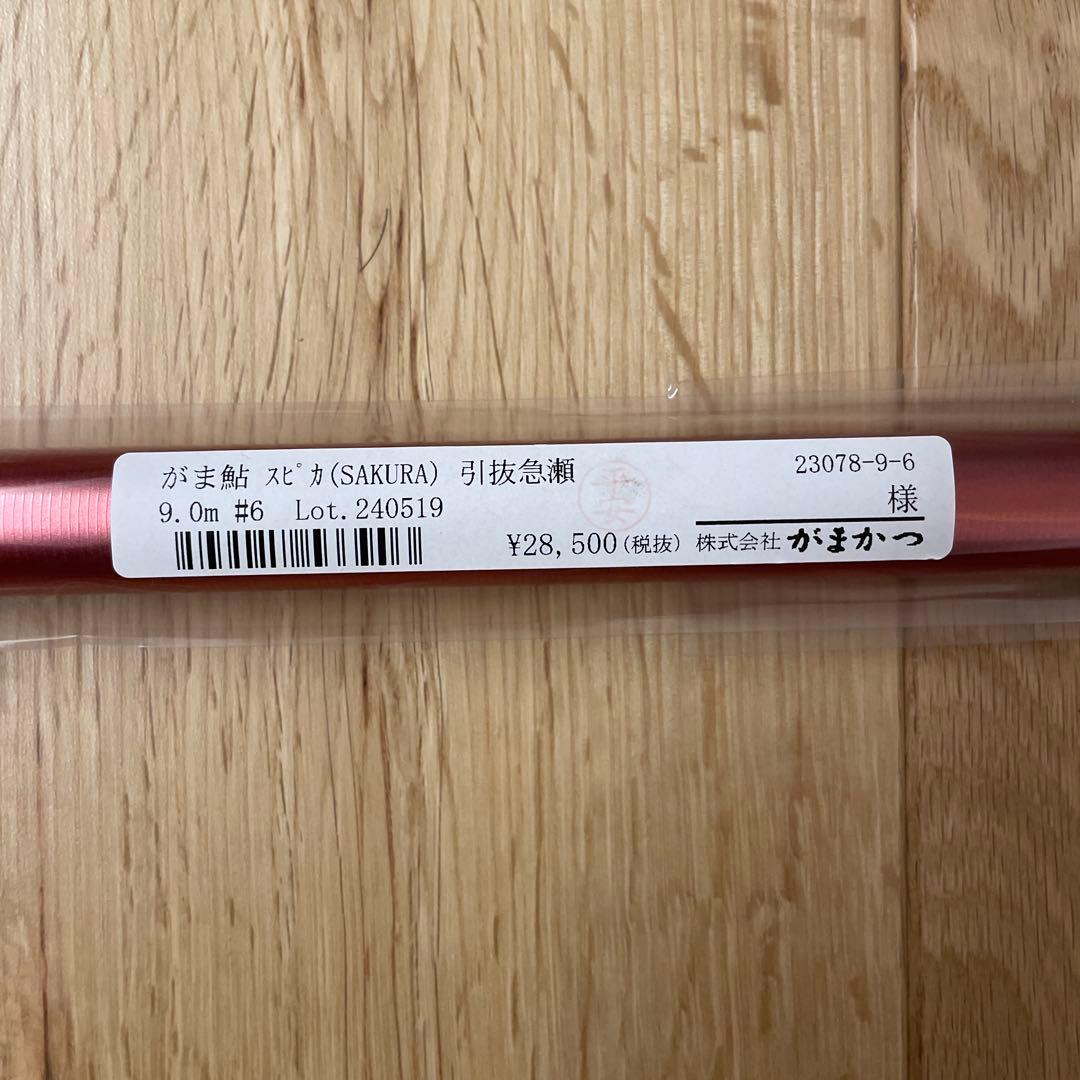 がま鮎 ｽﾋﾟｶ(SAKURA) 引抜急瀬
23078-9-6
9.0m #6 Lot.240519
様
¥28,500(税抜) 株式会社 がまかつ